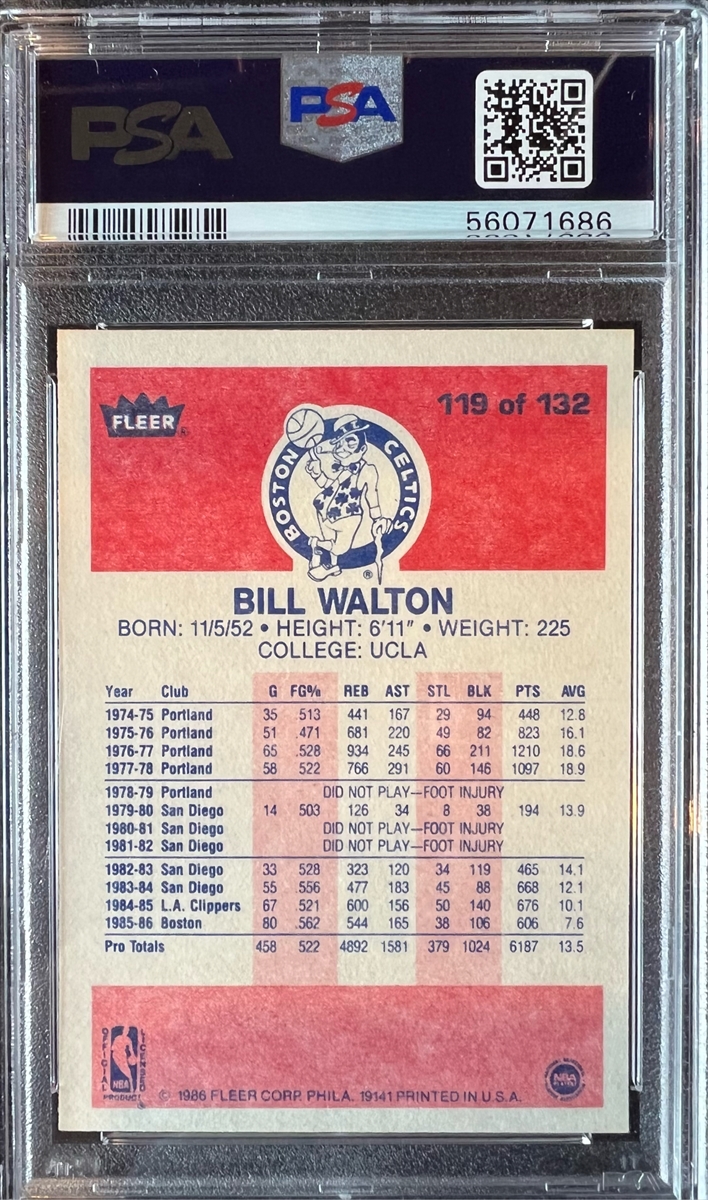 PSA PSA
56071686
FLEER®
119 of 132
BOSTON CELTICS
®
BILL WALTON
BORN: 11/5/52 • HEIGHT: 6'11" • WEIGHT: 225
COLLEGE: UCLA
Year Club G FG% REB AST STL BLK PTS AVG
1974-75 Portland 35 .513 441 167 29 94 448 12.8
1975-76 Portland 51 .471 681 220 49 82 823 16.1
1976-77 Portland 65 .528 934 245 66 211 1210 18.6
1977-78 Portland 58 .522 766 291 60 146 1097 18.9
1978-79 Portland DID NOT PLAY—FOOT INJURY
1979-80 San Diego 14 .503 126 34 8 38 194 13.9
1980-81 San Diego DID NOT PLAY—FOOT INJURY
1981-82 San Diego DID NOT PLAY—FOOT INJURY
1982-83 San Diego 33 .528 323 120 34 119 465 14.1
1983-84 San Diego 55 .556 477 183 45 88 668 12.1
1984-85 L.A. Clippers 67 .521 600 156 50 140 676 10.1
1985-86 Boston 80 .562 544 165 38 106 606 7.6
Pro Totals 458 .522 4892 1581 379 1024 6187 13.5
OFFICIAL LICENSED
NBA
PRODUCT
© 1986 FLEER CORP. PHILA. 19141 PRINTED IN U.S.A.
NBA
PLAYERS